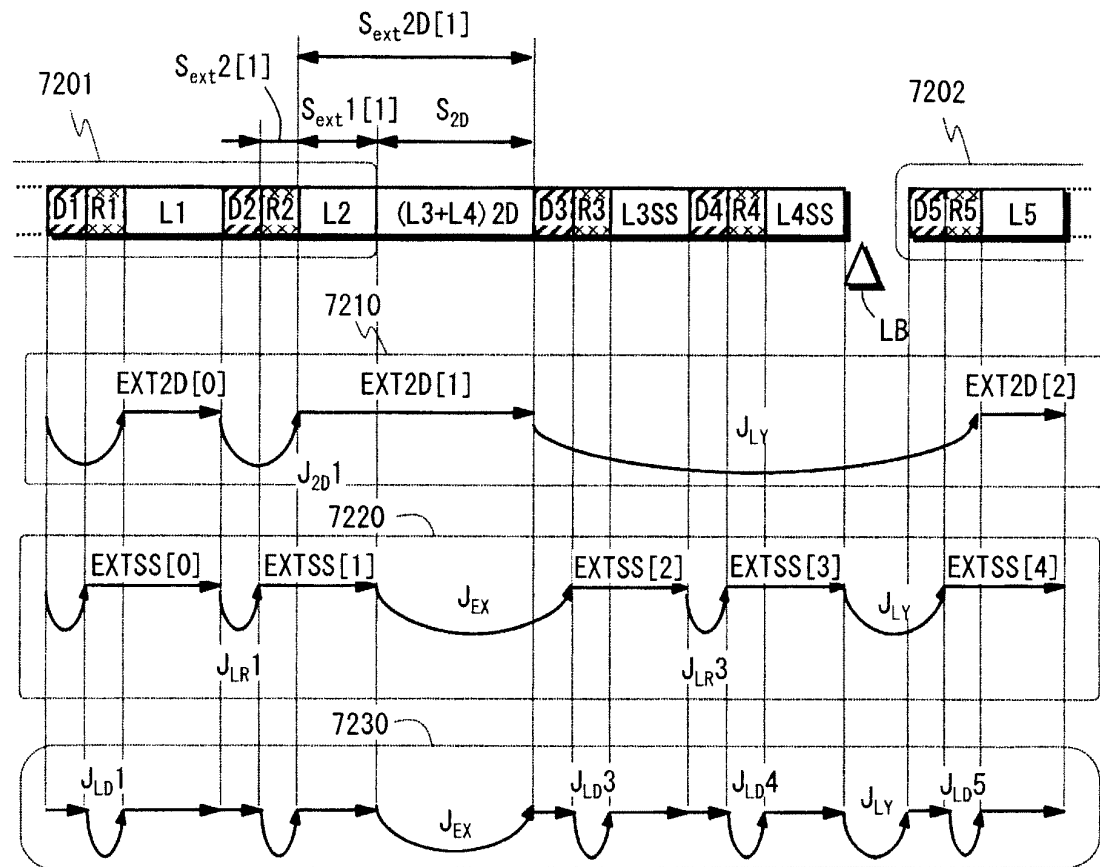 S_ext2D[1]
S_ext2[1]
7201
S_ext1[1] S_2D
7202
D1 R1 L1 D2 R2 L2 (L3+L4)2D D3 R3 L3SS D4 R4 L4SS D5 R5 L5
LB
7210
EXT2D[0] EXT2D[1] EXT2D[2]
J_LY
J_2D1
7220
EXTSS[0] EXTSS[1] EXTSS[2] EXTSS[3] EXTSS[4]
J_EX J_LY
J_LR1 J_LR3
7230
J_LD1 J_LD3 J_LD4 J_LD5
J_EX J_LY